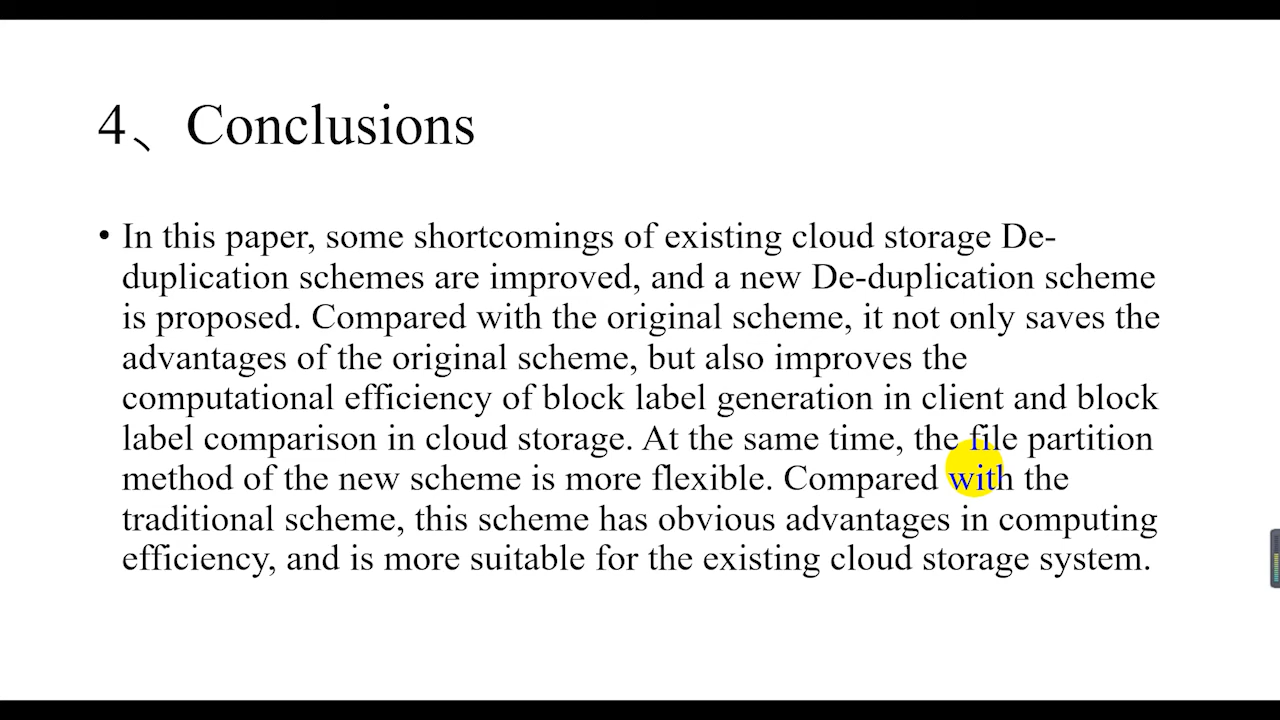 4、Conclusions
• In this paper, some shortcomings of existing cloud storage De-
duplication schemes are improved, and a new De-duplication scheme
is proposed. Compared with the original scheme, it not only saves the
advantages of the original scheme, but also improves the
computational efficiency of block label generation in client and block
label comparison in cloud storage. At the same time, the file partition
method of the new scheme is more flexible. Compared with the
traditional scheme, this scheme has obvious advantages in computing
efficiency, and is more suitable for the existing cloud storage system.